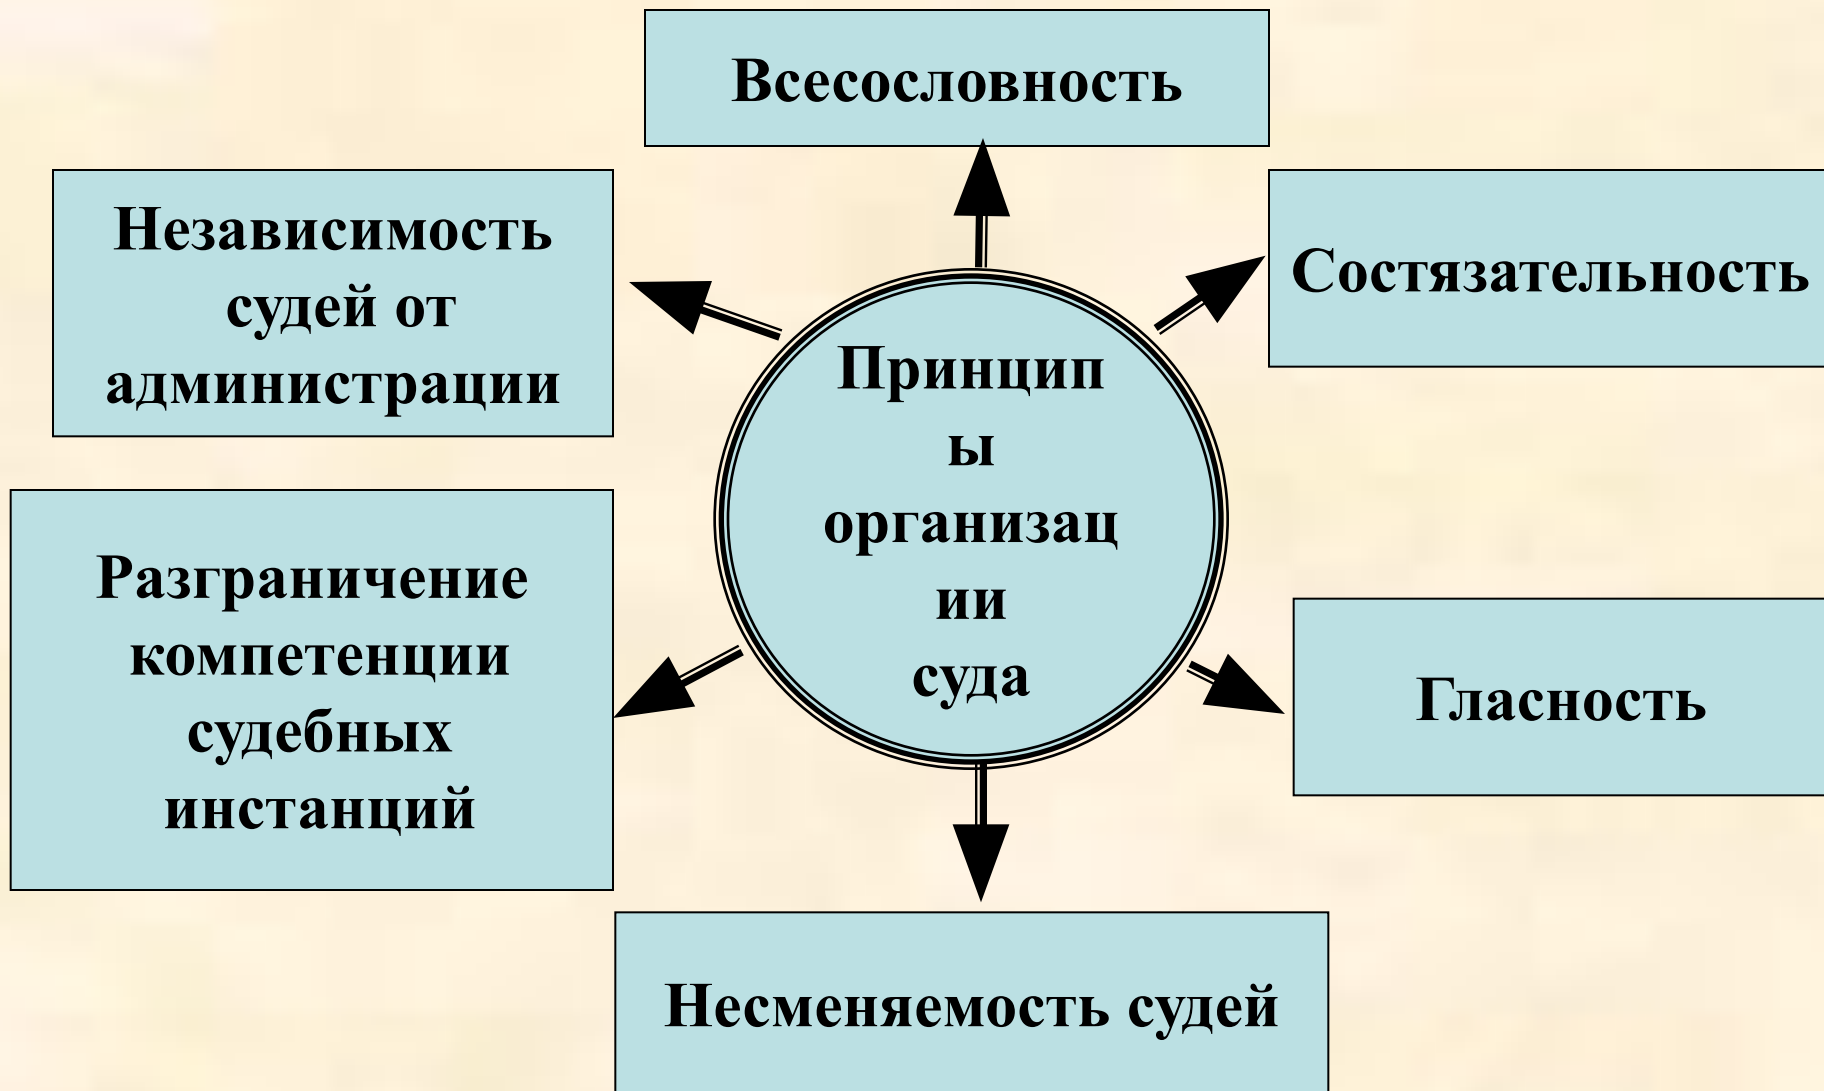 Всесословность
Независимость
судей от
администрации
Состязательность
Принцип
ы
организац
ии
суда
Разграничение
компетенции
судебных
инстанций
Гласность
Несменяемость судей